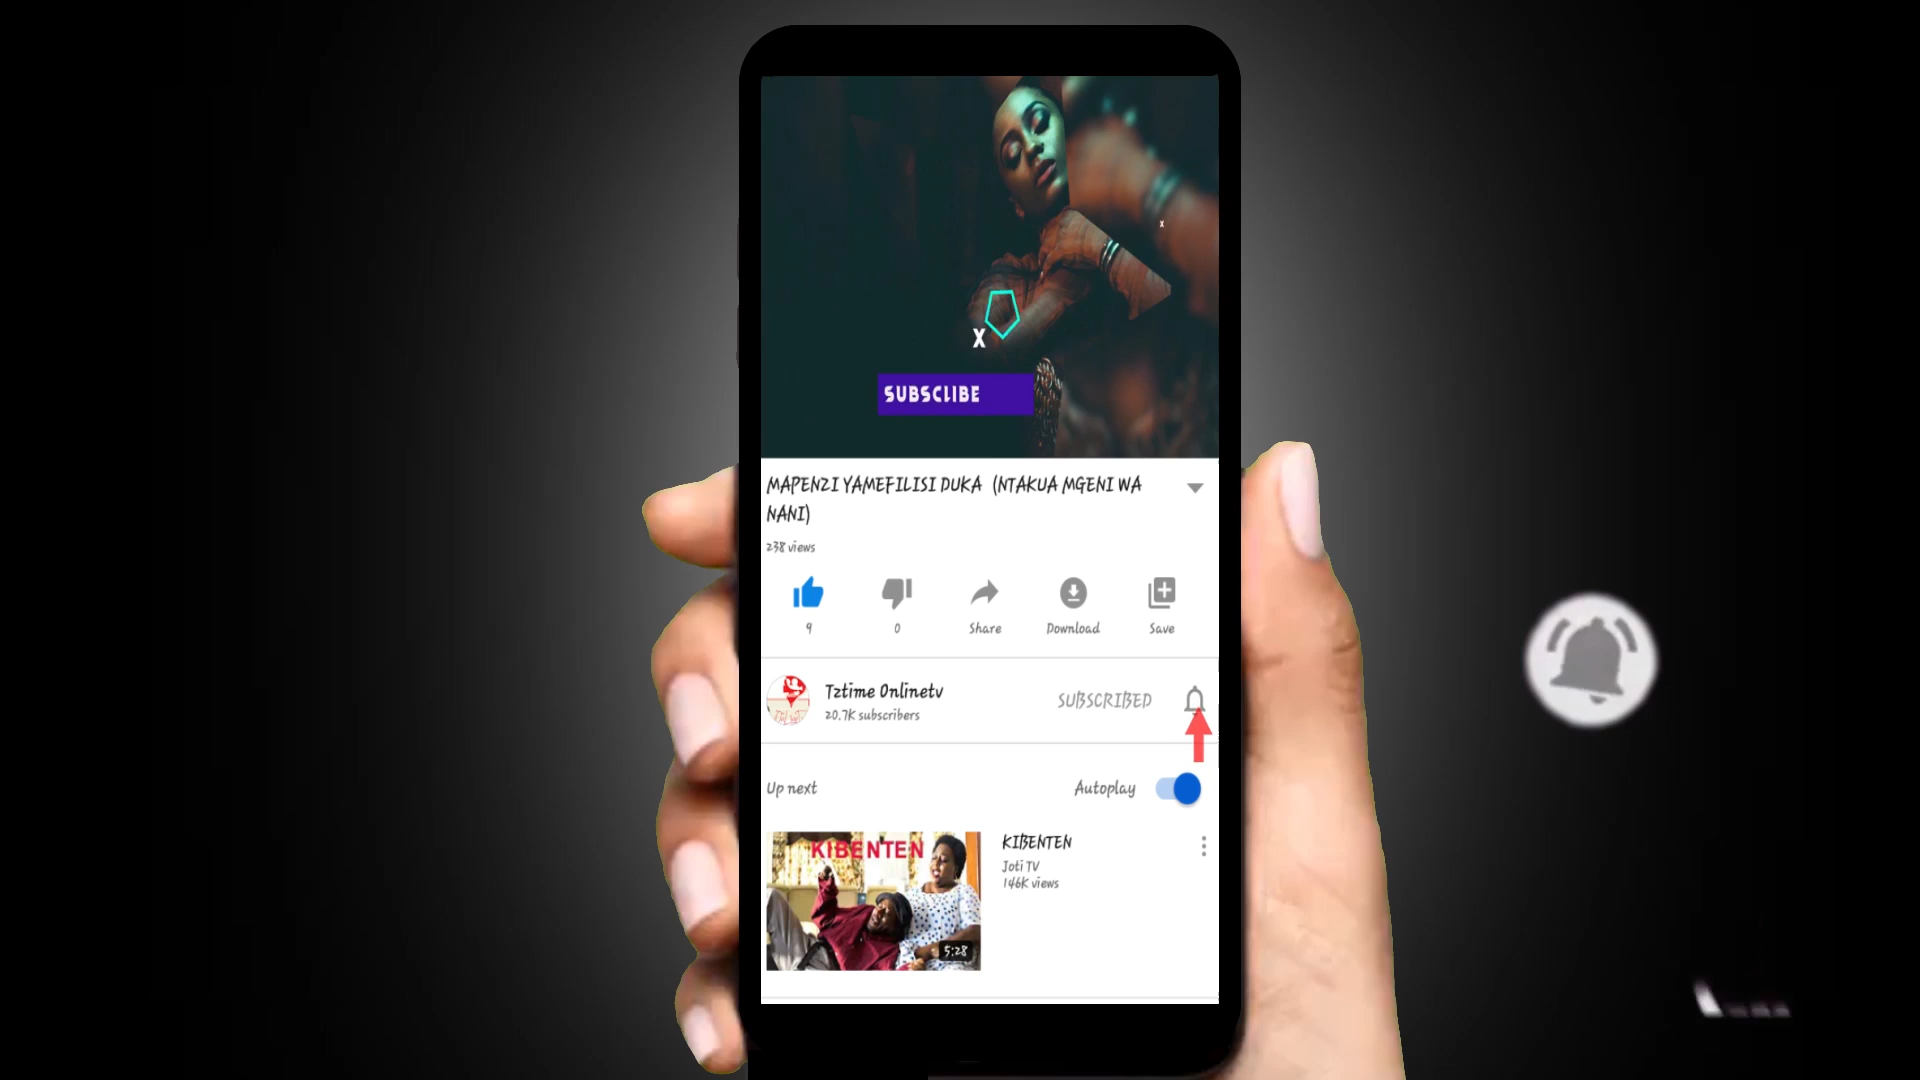 x
X
SUBSCLIBE
MAPENZI YAMEFILISI DUKA (NTAKUA MGENI WA
NANI)
238 views
9
0
Share
Download
Save
Tztime Onlinetv
20.7K subscribers
SUBSCRIBED
Up next
Autoplay
KIBENTEN
5:28
KIBENTEN
Joti TV
146K views